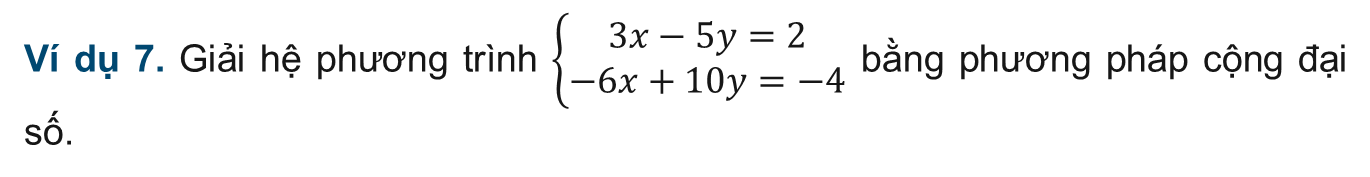 Ví dụ 7. Giải hệ phương trình { 3x − 5y = 2
−6x + 10y = −4 bằng phương pháp cộng đại
số.